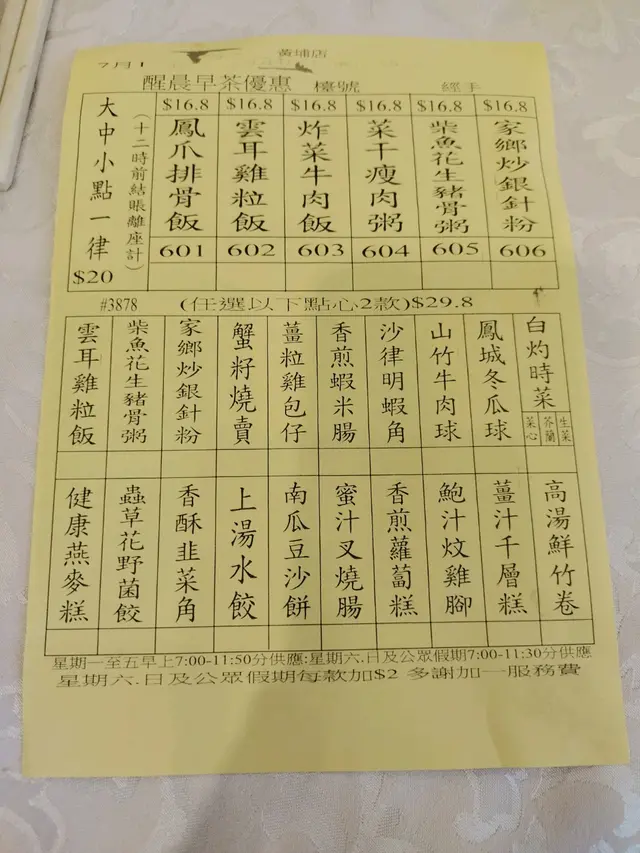 黃埔店
7月1
醒晨早茶優惠 檯號 經手
大中小點一律 $20
(十二時前結賬離座計)
$16.8 $16.8 $16.8 $16.8 $16.8 $16.8
鳳爪排骨飯
雲耳雞粒飯
炸菜牛肉飯
菜干瘦肉粥
柴魚花生豬骨粥
家鄉炒銀針粉
601 602 603 604 605 606
#3878 (任選以下點心2款)$29.8
雲耳雞粒飯
柴魚花生豬骨粥
家鄉炒銀針粉
蟹籽燒賣
薑粒雞包仔
香煎蝦米腸
沙律明蝦角
山竹牛肉球
鳳城冬瓜球
白灼時菜
菜心 芥蘭 生菜
健康燕麥糕
蟲草花野菌餃
香酥韭菜角
上湯水餃
南瓜豆沙餅
蜜汁叉燒腸
香煎蘿蔔糕
鮑汁炆雞腳
薑汁千層糕
高湯鮮竹卷
星期一至五早上7:00-11:50分供應:星期六.日及公眾假期7:00-11:30分供應
星期六.日及公眾假期每款加$2 多謝加一服務費